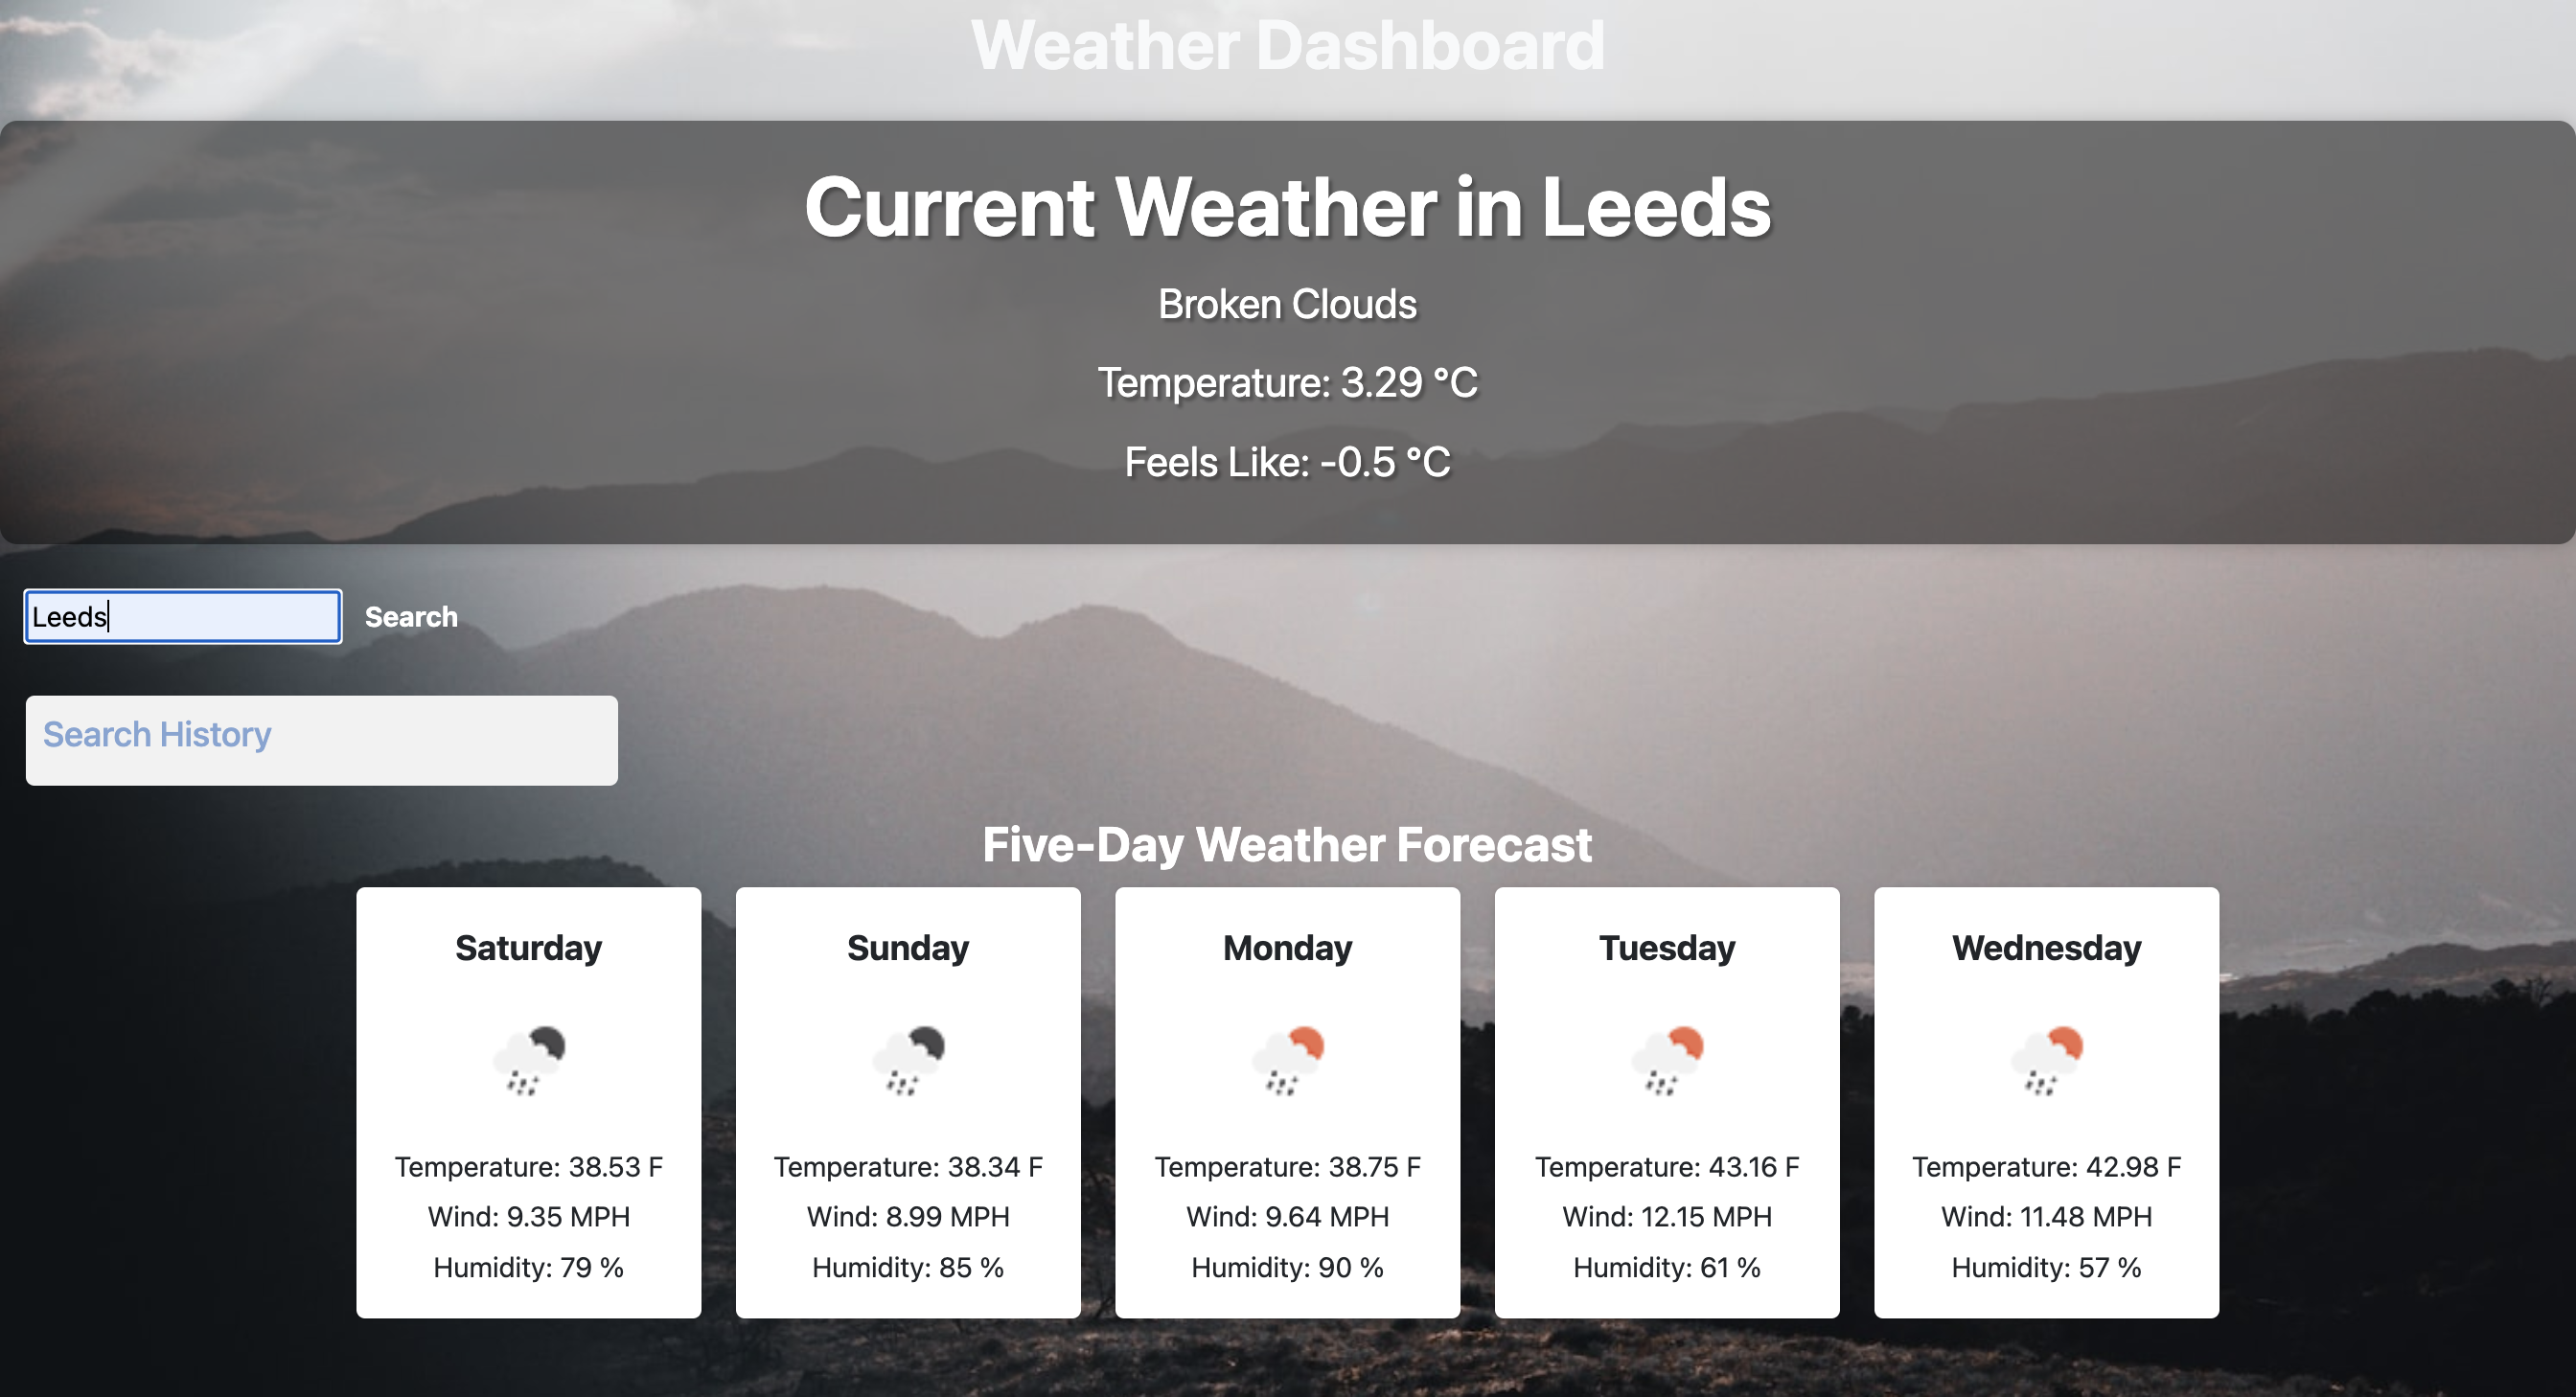 Weather Dashboard
Current Weather in Leeds
Broken Clouds
Temperature: 3.29 °C
Feels Like: -0.5 °C
Leeds
Search
Search History
Five-Day Weather Forecast
Saturday
Temperature: 38.53 F
Wind: 9.35 MPH
Humidity: 79 %
Sunday
Temperature: 38.34 F
Wind: 8.99 MPH
Humidity: 85 %
Monday
Temperature: 38.75 F
Wind: 9.64 MPH
Humidity: 90 %
Tuesday
Temperature: 43.16 F
Wind: 12.15 MPH
Humidity: 61 %
Wednesday
Temperature: 42.98 F
Wind: 11.48 MPH
Humidity: 57 %